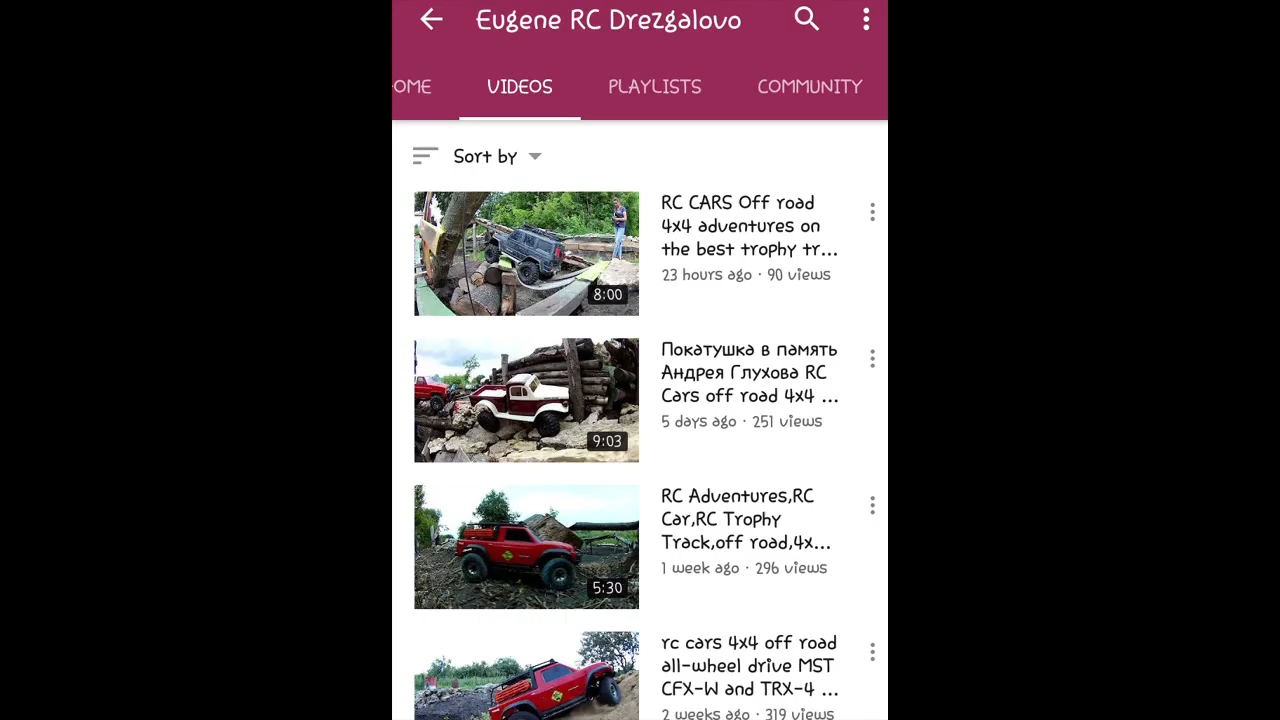 Eugene RC Drezgalovo
OME
VIDEOS
PLAYLISTS
COMMUNITY
Sort by
RC CARS Off road
4x4 adventures on
the best trophy tr...
23 hours ago · 90 views
8:00
Покатушка в память
Андрея Глухова RC
Cars off road 4x4 ...
5 days ago · 251 views
9:03
RC Adventures,RC
Car,RC Trophy
Track,off road,4x...
1 week ago · 296 views
5:30
rc cars 4x4 off road
all-wheel drive MST
CFX-W and TRX-4 ...
2 weeks ago · 319 views